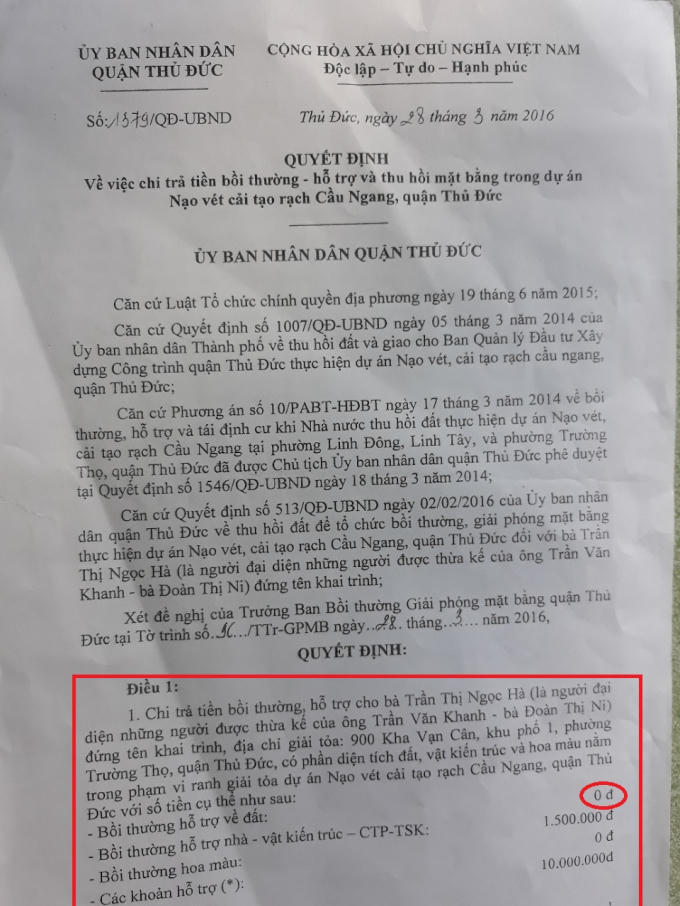 ỦY BAN NHÂN DÂN
QUẬN THỦ ĐỨC
CỘNG HÒA XÃ HỘI CHỦ NGHĨA VIỆT NAM
Độc lập – Tự do – Hạnh phúc
Số:1579/QĐ-UBND
Thủ Đức, ngày 28 tháng 3 năm 2016
QUYẾT ĐỊNH
Về việc chi trả tiền bồi thường - hỗ trợ và thu hồi mặt bằng trong dự án
Nạo vét cải tạo rạch Cầu Ngang, quận Thủ Đức
ỦY BAN NHÂN DÂN QUẬN THỦ ĐỨC
Căn cứ Luật Tổ chức chính quyền địa phương ngày 19 tháng 6 năm 2015;
Căn cứ Quyết định số 1007/QĐ-UBND ngày 05 tháng 3 năm 2014 của
Ủy ban nhân dân Thành phố về thu hồi đất và giao cho Ban Quản lý Đầu tư Xây
dựng Công trình quận Thủ Đức thực hiện dự án Nạo vét, cải tạo rạch cầu ngang,
quận Thủ Đức;
Căn cứ Phương án số 10/PABT-HĐBT ngày 17 tháng 3 năm 2014 về bồi
thường, hỗ trợ và tái định cư khi Nhà nước thu hồi đất thực hiện dự án Nạo vét,
cải tạo rạch Cầu Ngang tại phường Linh Đông, Linh Tây, và phường Trường
Thọ, quận Thủ Đức đã được Chủ tịch Ủy ban nhân dân quận Thủ Đức phê duyệt
tại Quyết định số 1546/QĐ-UBND ngày 18 tháng 3 năm 2014;
Căn cứ Quyết định số 513/QĐ-UBND ngày 02/02/2016 của Ủy ban nhân
dân quận Thủ Đức về thu hồi đất để tổ chức bồi thường, giải phóng mặt bằng
thực hiện dự án Nạo vét, cải tạo rạch Cầu Ngang, quận Thủ Đức đối với bà Trần
Thị Ngọc Hà (là người đại diện những người được thừa kế của ông Trần Văn
Khanh - bà Đoàn Thị Ni) đứng tên khai trình;
Xét đề nghị của Trưởng Ban Bồi thường Giải phóng mặt bằng quận Thủ
Đức tại Tờ trình số.../TTr-GPMB ngày..28.. tháng..3... năm 2016,
QUYẾT ĐỊNH:
Điều 1:
1. Chi trả tiền bồi thường, hỗ trợ cho bà Trần Thị Ngọc Hà (là người đại
diện những người được thừa kế của ông Trần Văn Khanh - bà Đoàn Thị Ni)
đứng tên khai trình, địa chỉ giải tỏa: 900 Kha Vạn Cân, khu phố 1, phường
Trường Thọ, quận Thủ Đức, có phần diện tích đất, vật kiến trúc và hoa màu nằm
trong phạm vi ranh giải tỏa dự án Nạo vét cải tạo rạch Cầu Ngang, quận Thủ
Đức với số tiền cụ thể như sau:
- Bồi thường hỗ trợ về đất: 0 đ
- Bồi thường hỗ trợ nhà - vật kiến trúc – CTP-TSK: 1.500.000 đ
- Bồi thường hoa màu: 0 đ
- Các khoản hỗ trợ (*): 10.000.000đ